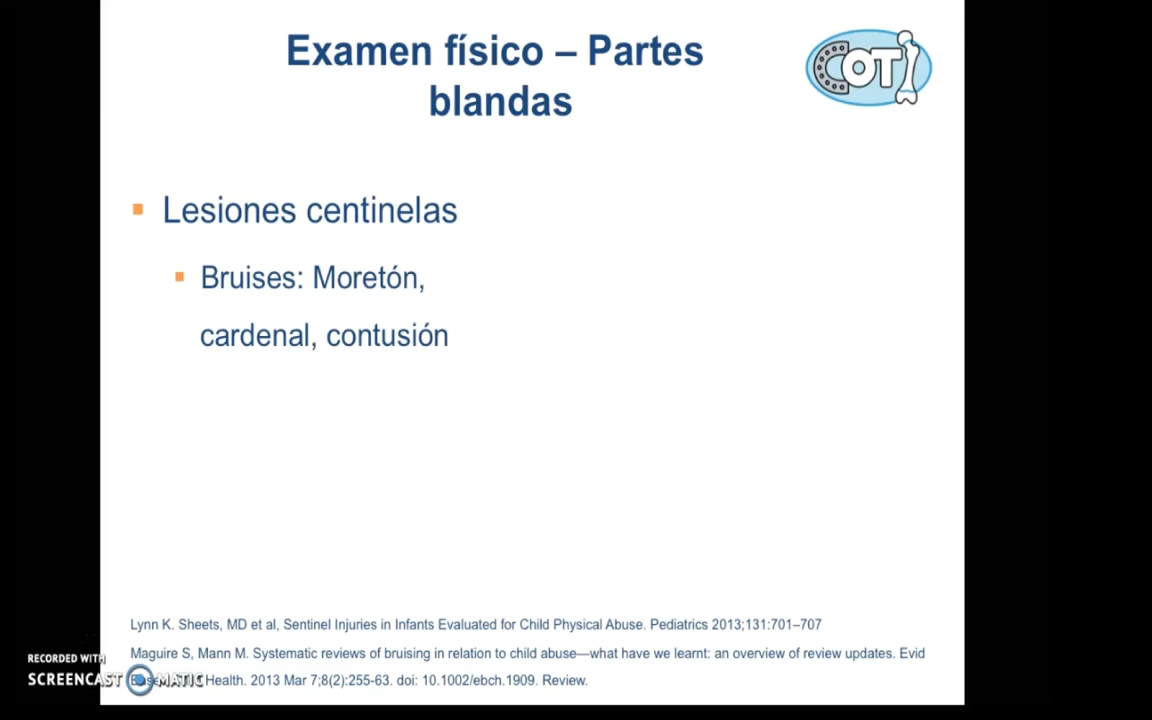 Examen físico – Partes
blandas
COT
Lesiones centinelas
Bruises: Moretón,
cardenal, contusión
Lynn K. Sheets, MD et al, Sentinel Injuries in Infants Evaluated for Child Physical Abuse. Pediatrics 2013;131:701–707
Maguire S, Mann M. Systematic reviews of bruising in relation to child abuse—what have we learnt: an overview of review updates. Evid
Health. 2013 Mar 7;8(2):255-63. doi: 10.1002/ebch.1909. Review.
RECORDED WITH
SCREENCAST MATIC